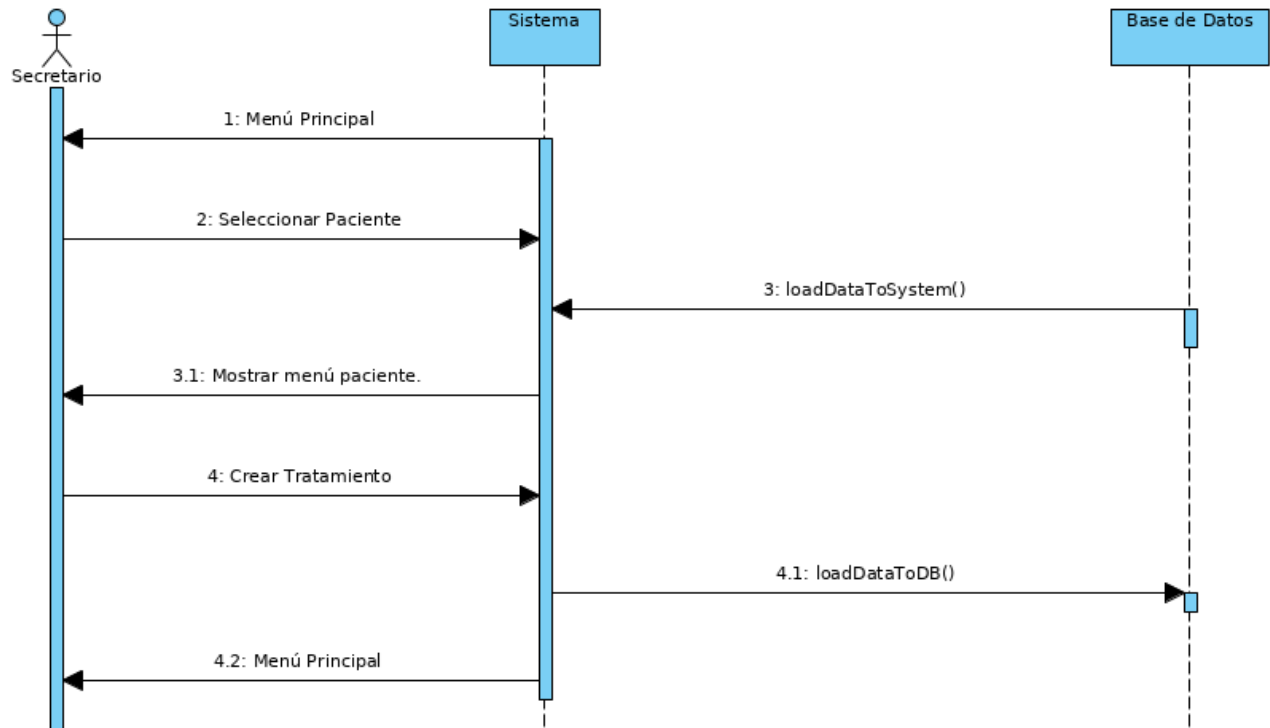 Sistema
Base de Datos
Secretario
1: Menú Principal
2: Seleccionar Paciente
3: loadDataToSystem()
3.1: Mostrar menú paciente.
4: Crear Tratamiento
4.1: loadDataToDB()
4.2: Menú Principal